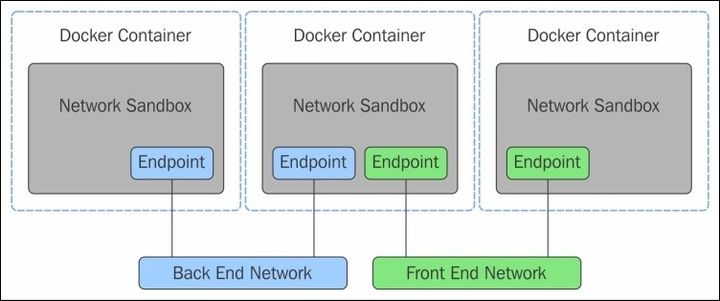 Docker Container
Docker Container
Docker Container
Network Sandbox
Network Sandbox
Network Sandbox
Endpoint
Endpoint
Endpoint
Endpoint
Back End Network
Front End Network